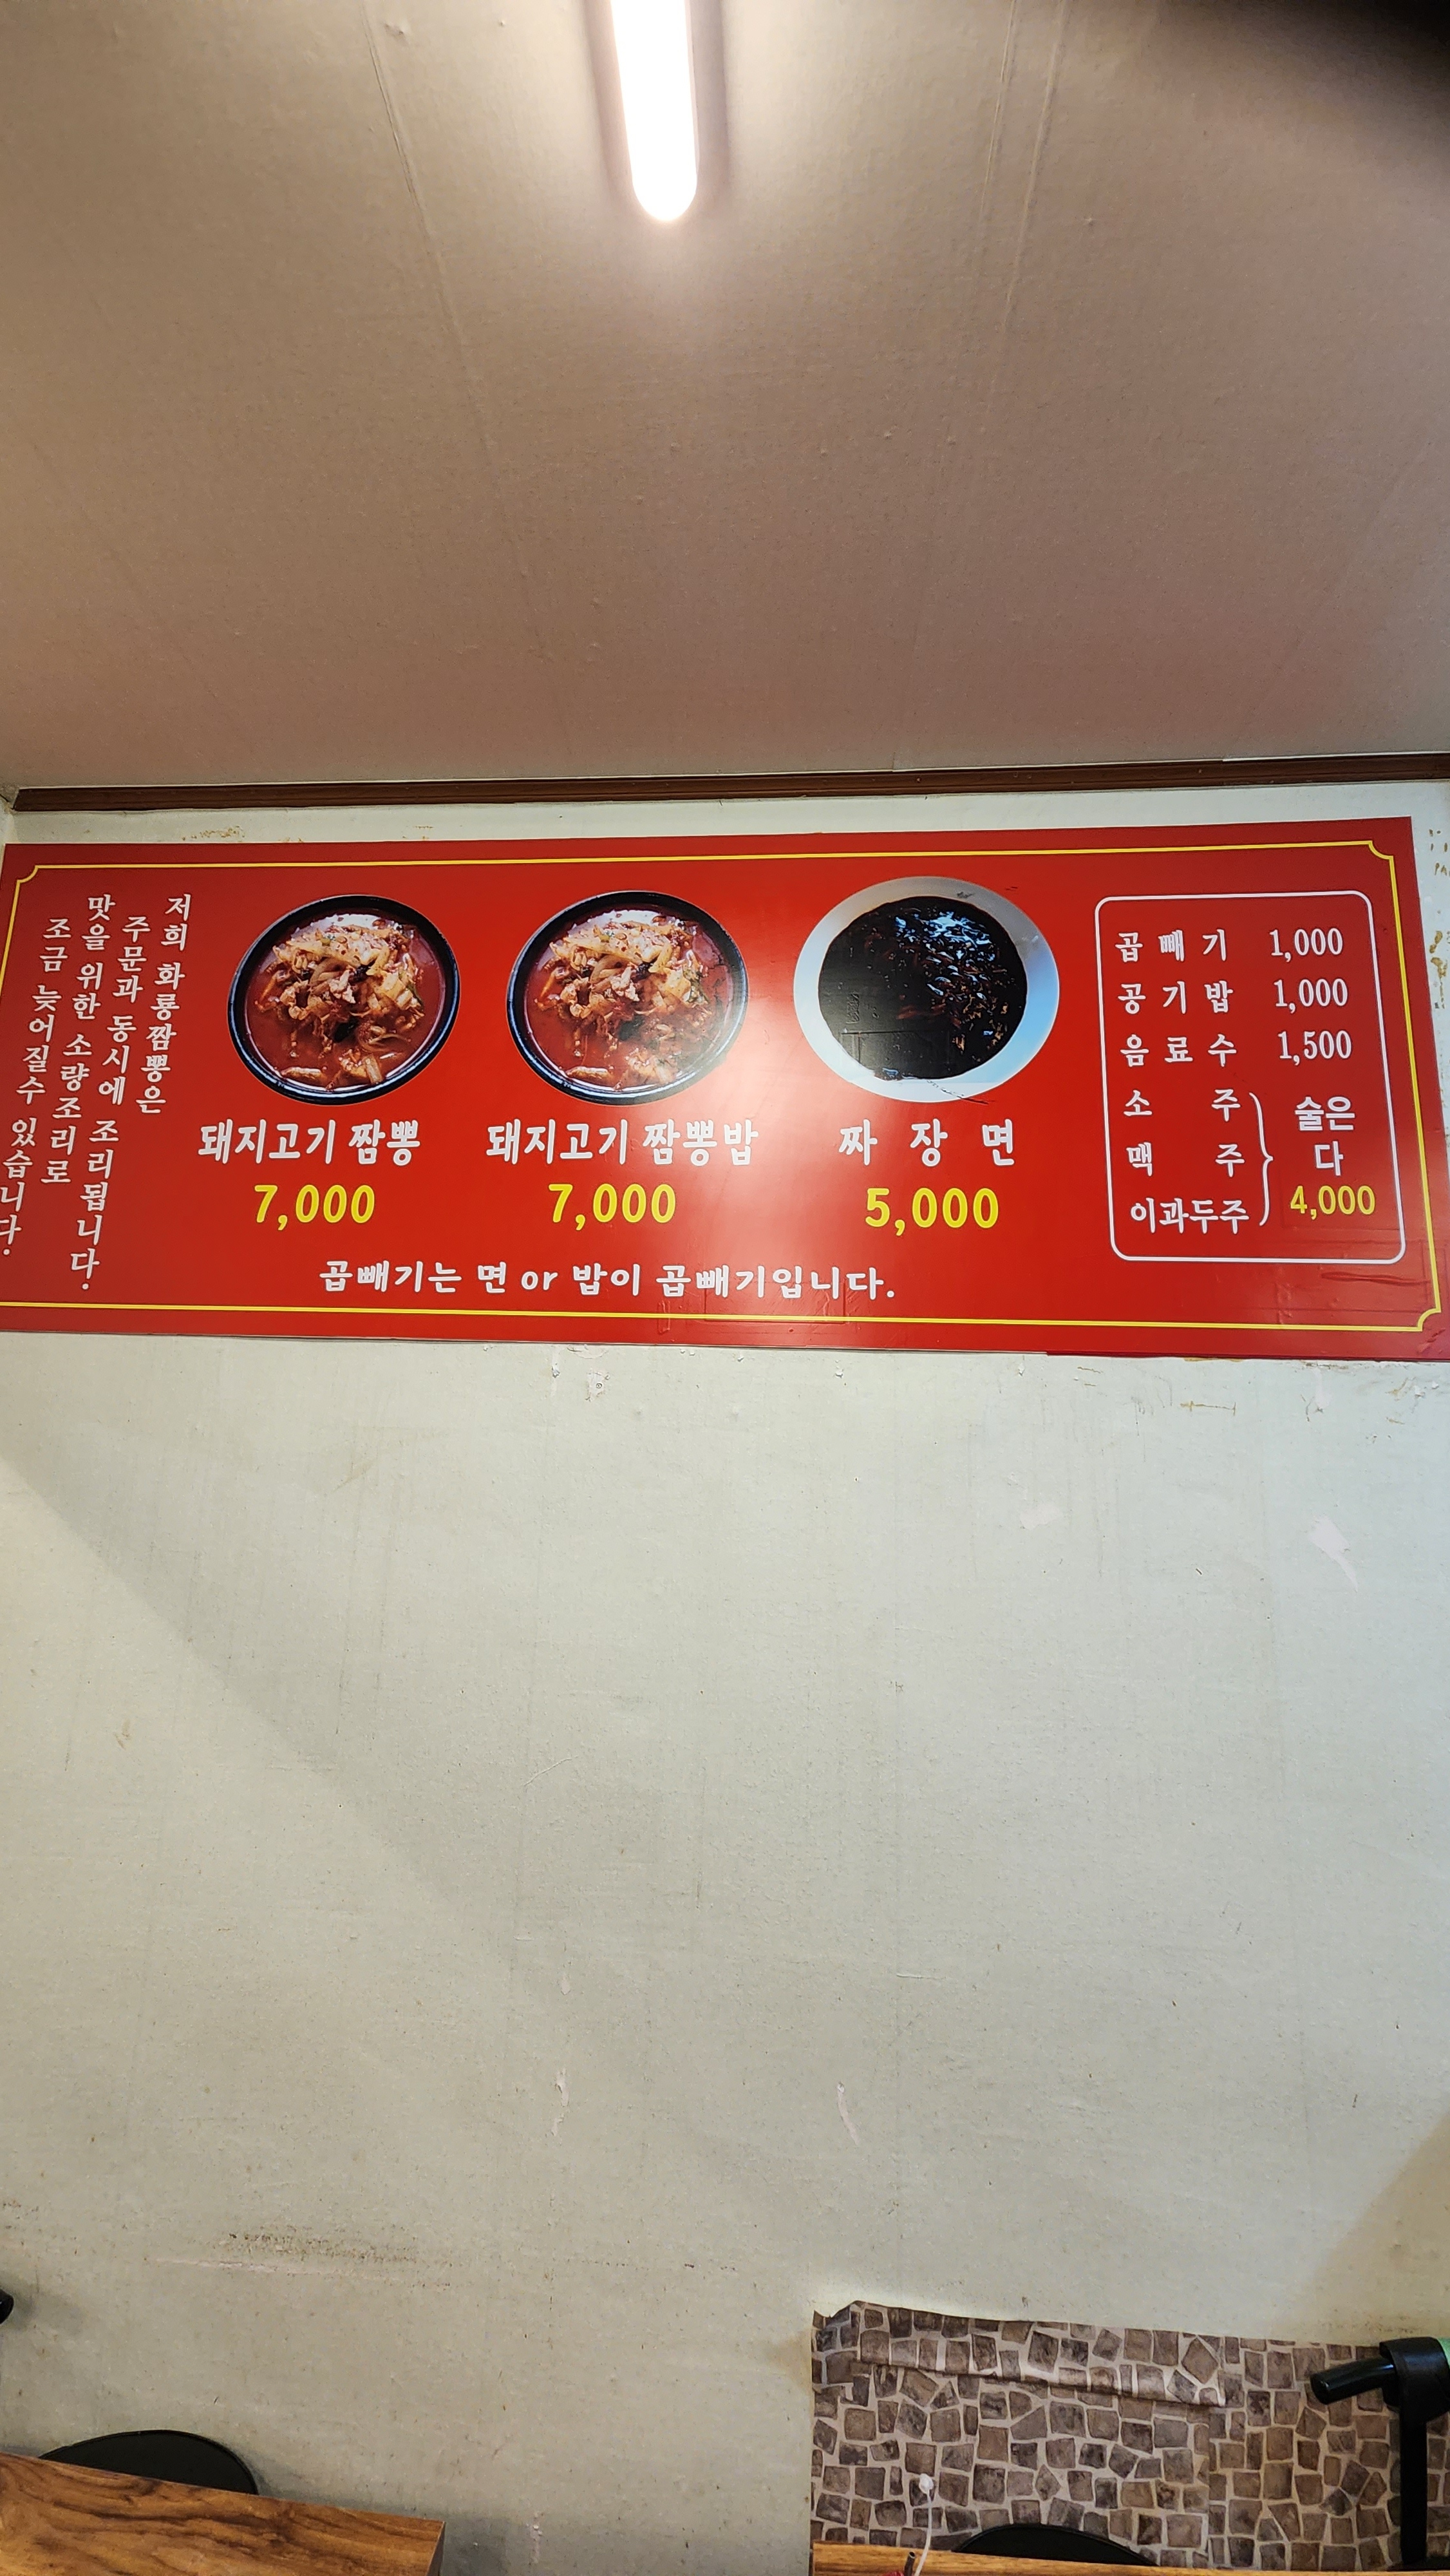 저희 화룡짬뽕은
주문과 동시에 조리됩니다.
맛을 위한 소량조리로
조금 늦어질수 있습니다.
돼지고기 짬뽕
7,000
돼지고기 짬뽕밥
7,000
짜 장 면
5,000
곱빼기는 면 or 밥이 곱빼기입니다.
곱 빼 기 1,000
공 기 밥 1,000
음 료 수 1,500
소 주
맥 주
이과두주
술은
다
4,000